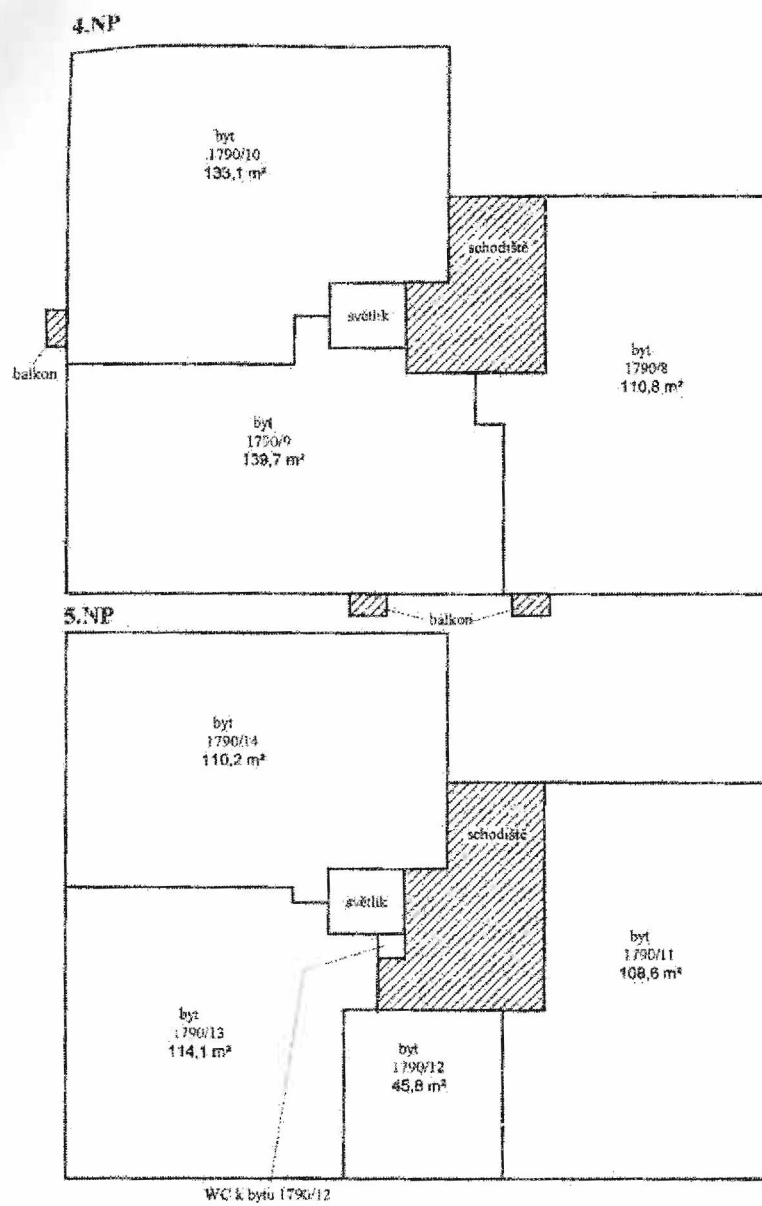 4.NP
byt
1790/10
133,1 m²
schodiště
světlík
balkon
byt
1790/8
110,8 m²
byt
1790/9
139,7 m²
balkon
5.NP
byt
1790/14
110,2 m²
schodiště
světlík
byt
1790/11
108,6 m²
byt
1790/13
114,1 m²
byt
1790/12
45,8 m²
WC k bytu 1790/12